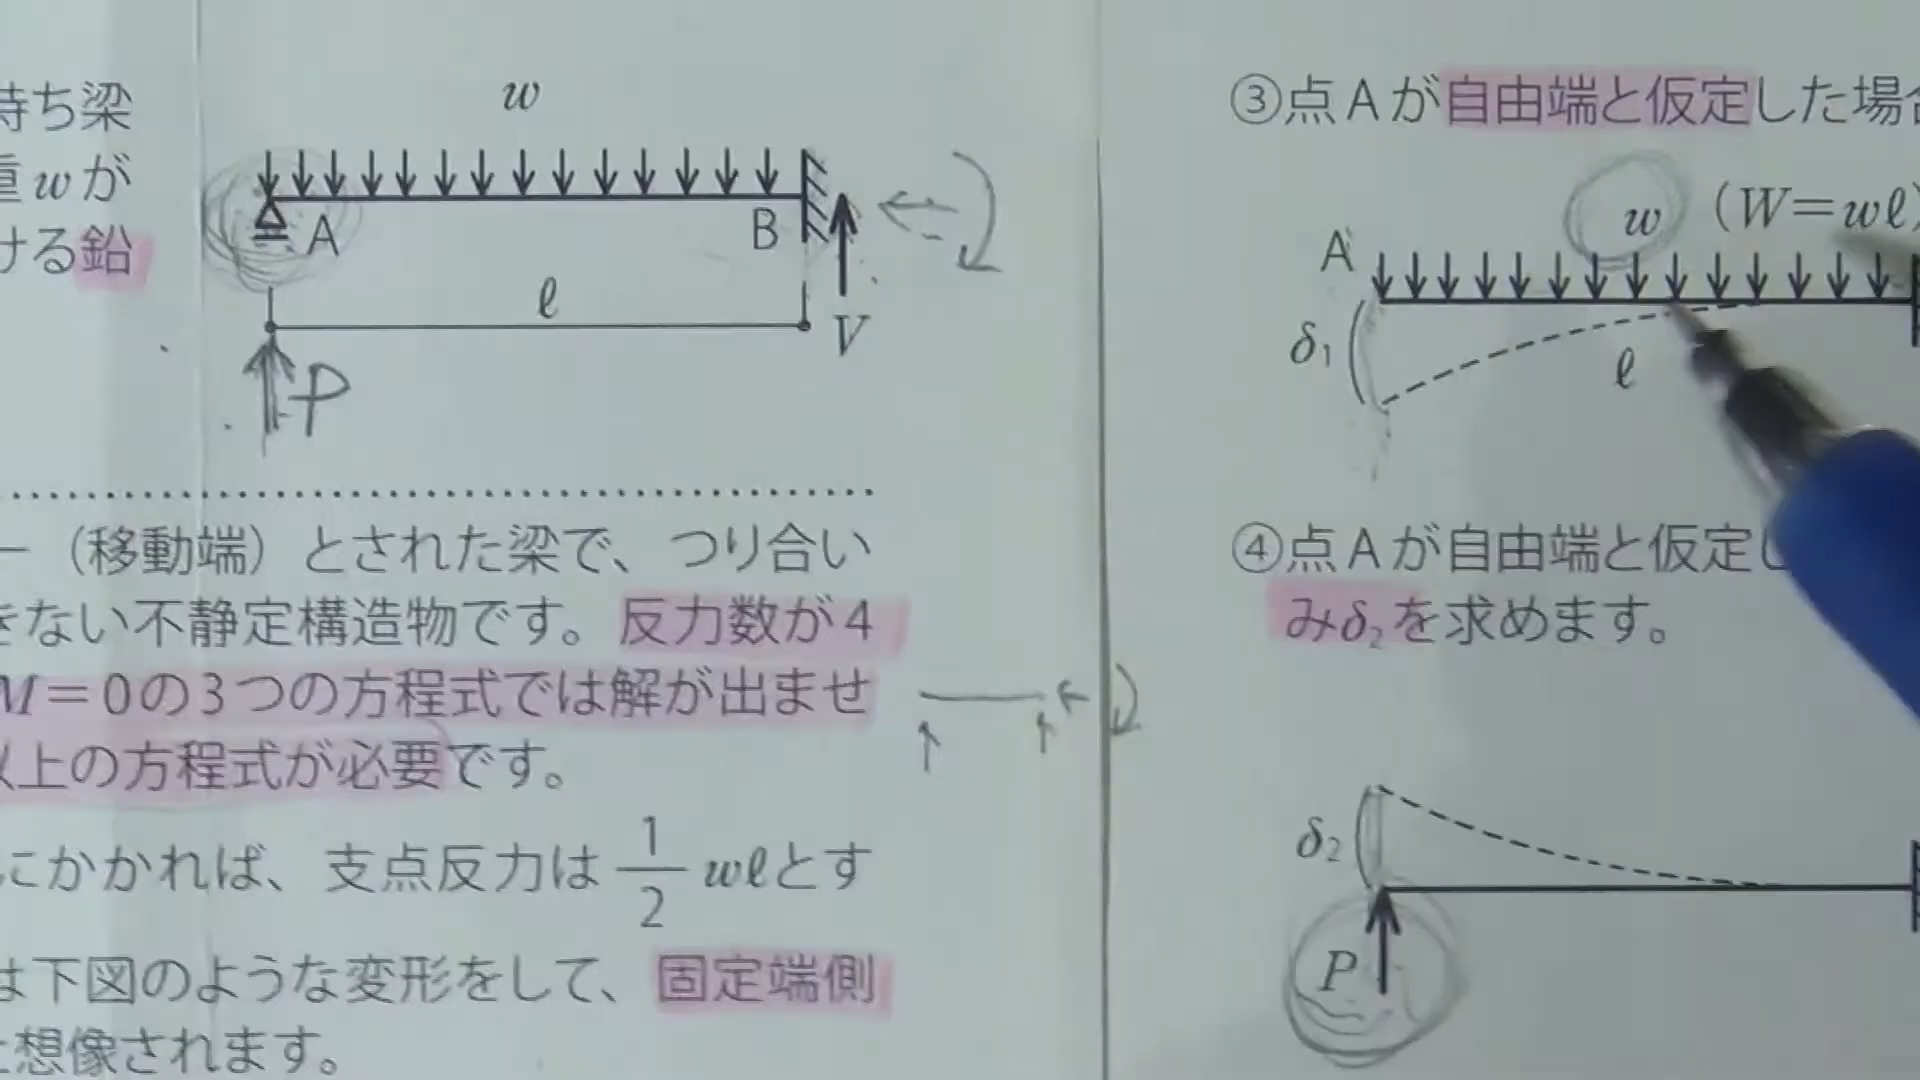 持ち梁
重wが
ける鉛
w
A
B
ℓ
V
P
ー（移動端）とされた梁で、つり合い
きない不静定構造物です。反力数が4
M＝0の3つの方程式では解が出ませ
以上の方程式が必要です。
にかかれば、支点反力は 1/2 wℓとす
は下図のような変形をして、固定端側
と想像されます。
③点Aが自由端と仮定した場合
w （W＝wℓ）
A
δ1
ℓ
④点Aが自由端と仮定し
みδ2を求めます。
δ2
P